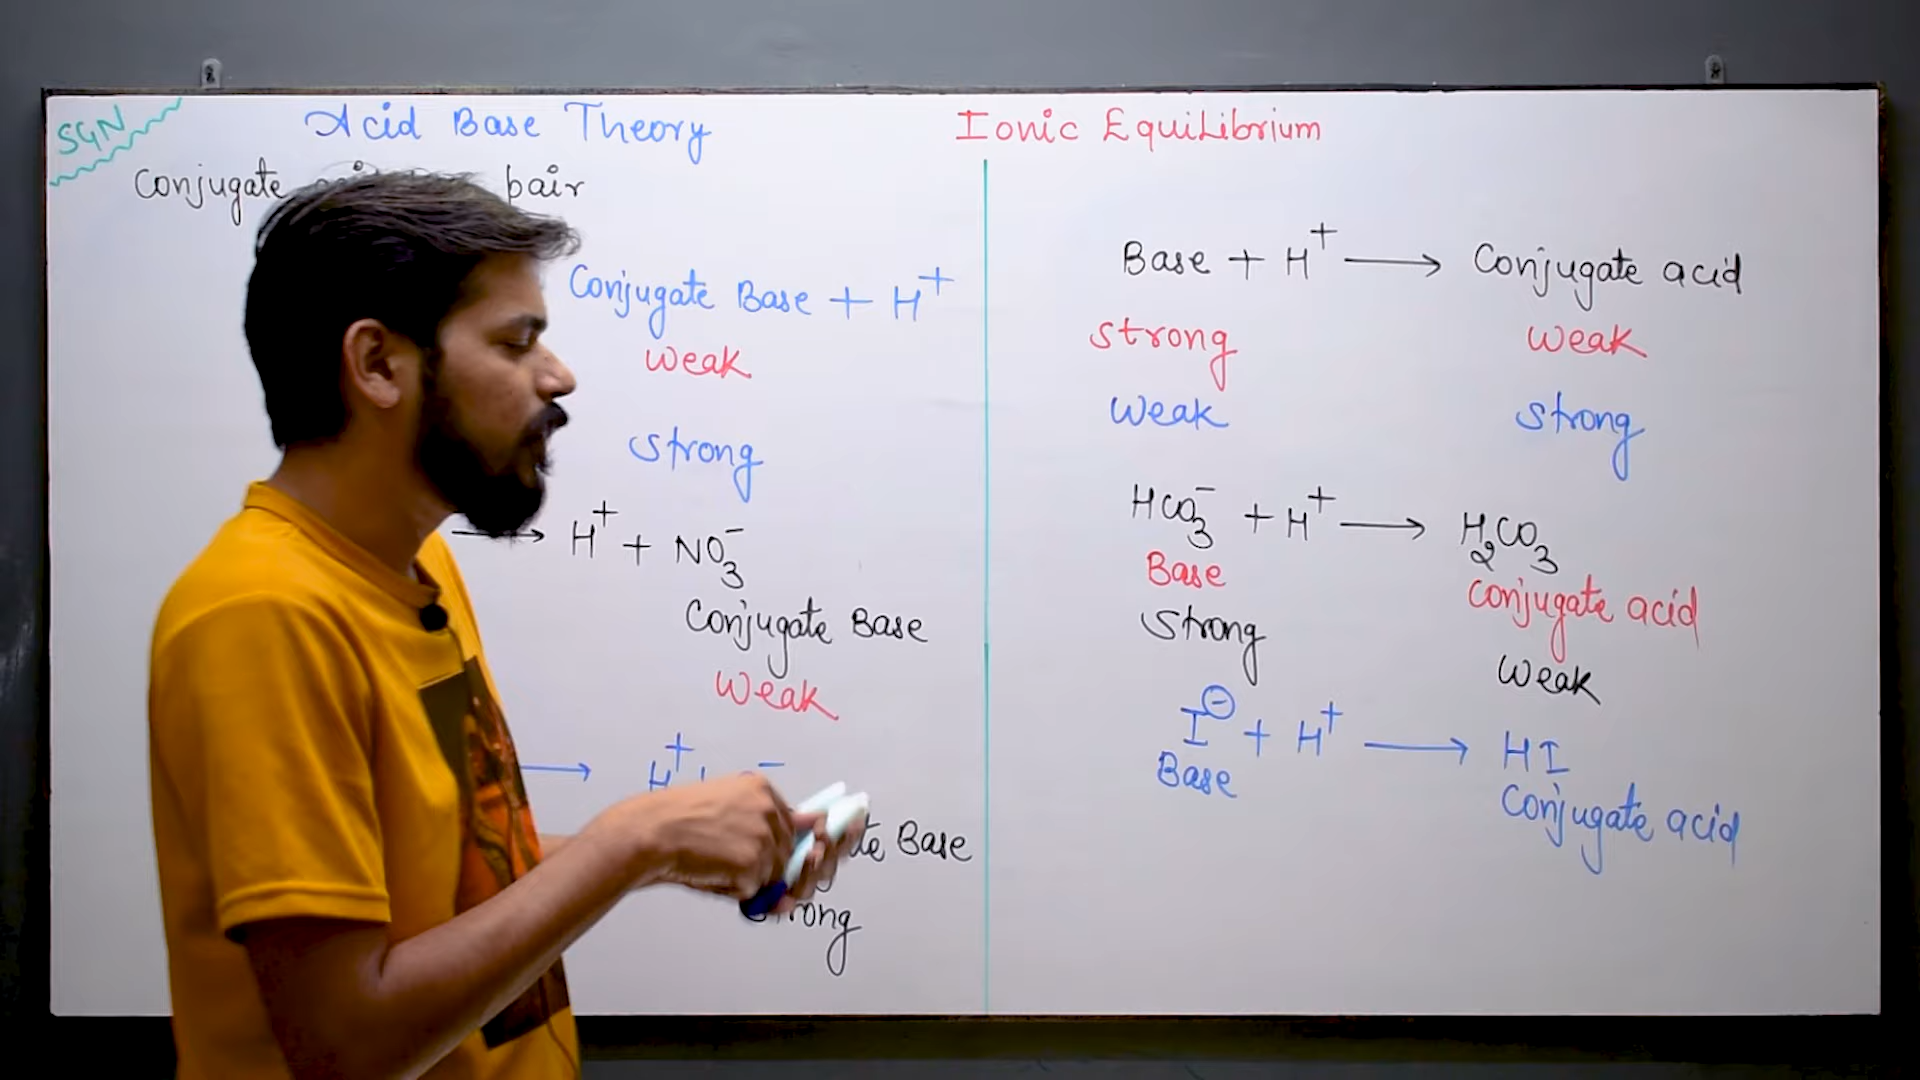 SGN
Acid Base Theory
Ionic Equilibrium
Conjugate pair
Conjugate Base + H⁺
weak
strong
→ H⁺ + NO₃⁻
Conjugate Base
Weak
→ H⁺ + ⁻
Base
strong
Base + H⁺ → Conjugate acid
strong weak
weak strong
HCO₃⁻ + H⁺ → H₂CO₃
Base conjugate acid
strong weak
I⊖ + H⁺ → HI
Base Conjugate acid